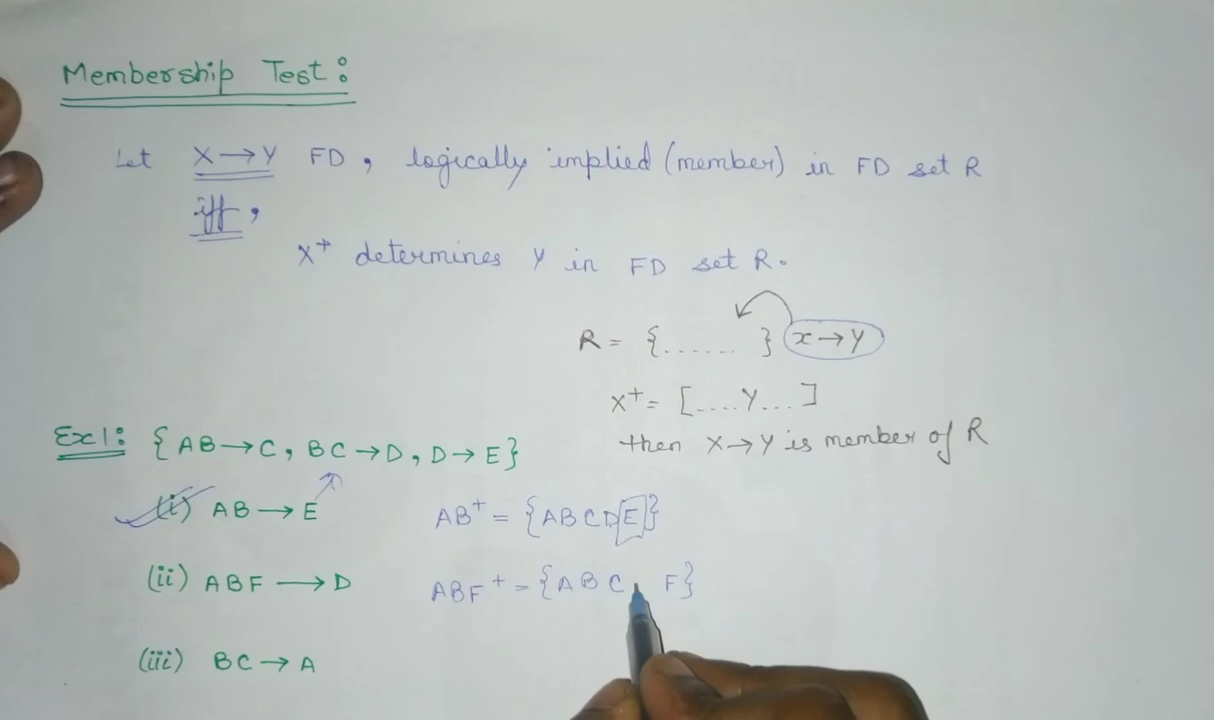 Membership Test:
Let X→Y FD, logically implied (member) in FD set R
iff,
X⁺ determines Y in FD set R.
R = {......} x→Y
X⁺= [....Y...]
then X→Y is member of R
Ex1: {AB→C, BC→D, D→E}
(i) AB→E AB⁺ = {ABCDE}
(ii) ABF→D ABF⁺ = {ABC F}
(iii) BC→A